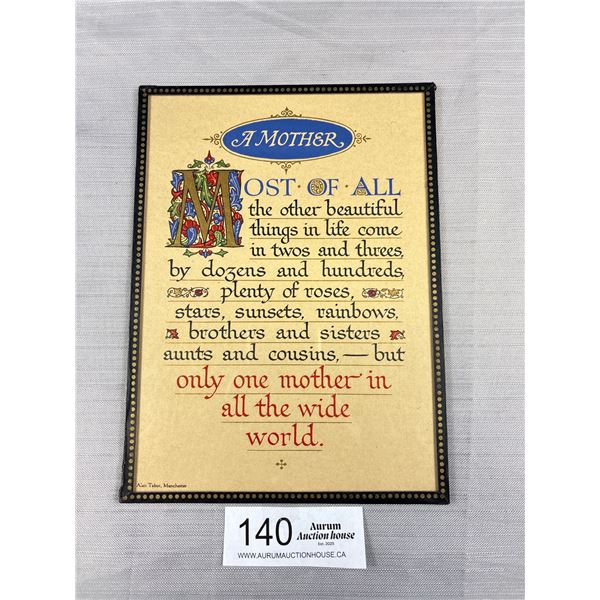 A MOTHER
MOST · OF · ALL
the other beautiful
things in life come
in twos and threes,
by dozens and hundreds,
plenty of roses,
stars, sunsets, rainbows,
brothers and sisters
aunts and cousins, — but
only one mother in
all the wide
world.
Alan Tabor, Manchester
140
Aurum
Auction house
Est. 2025
WWW.AURUMAUCTIONHOUSE.CA